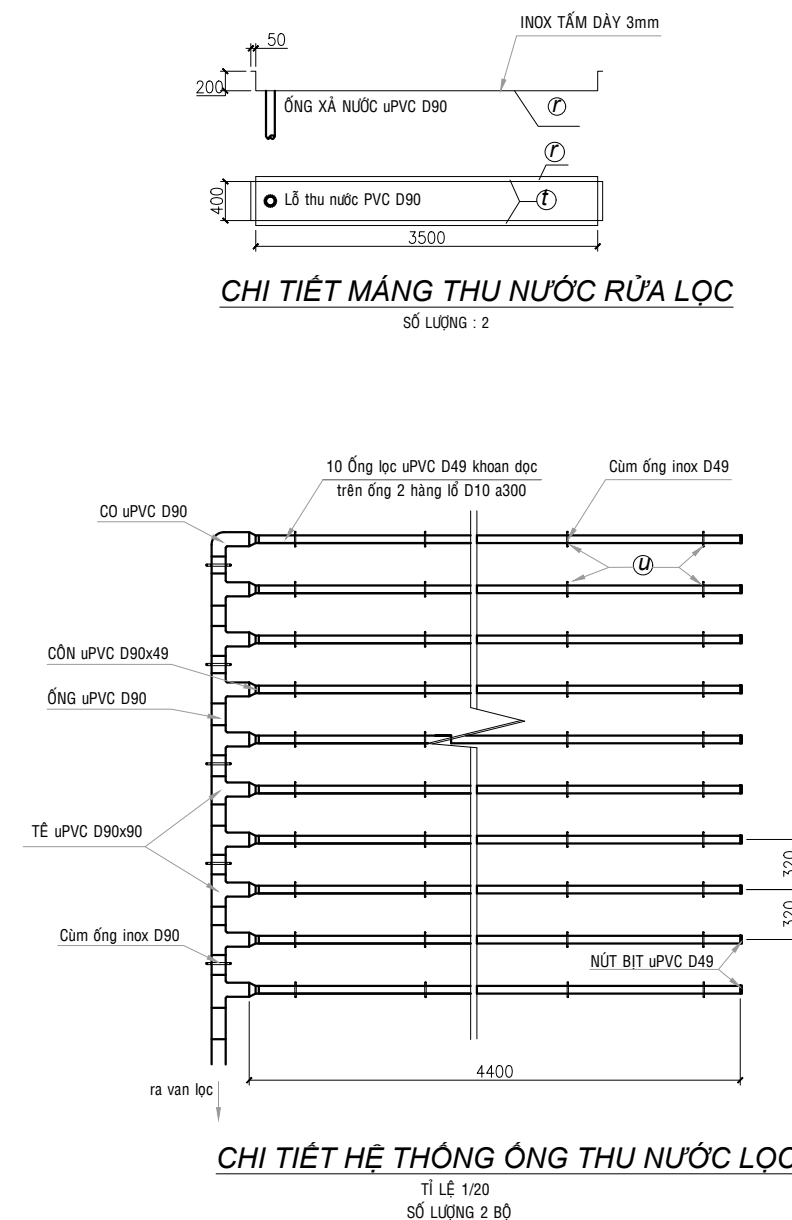 INOX TẤM DÀY 3mm
50
200
ỐNG XẢ NƯỚC uPVC D90
r
r
400
Lỗ thu nước PVC D90
t
3500
CHI TIẾT MÁNG THU NƯỚC RỬA LỌC
SỐ LƯỢNG : 2
10 Ống lọc uPVC D49 khoan dọc
trên ống 2 hàng lổ D10 a300
Cùm ống inox D49
CO uPVC D90
u
CÔN uPVC D90x49
ỐNG uPVC D90
TÊ uPVC D90x90
320
320
Cùm ống inox D90
NÚT BỊT uPVC D49
4400
ra van lọc
CHI TIẾT HỆ THỐNG ỐNG THU NƯỚC LỌC
TỈ LỆ 1/20
SỐ LƯỢNG 2 BỘ